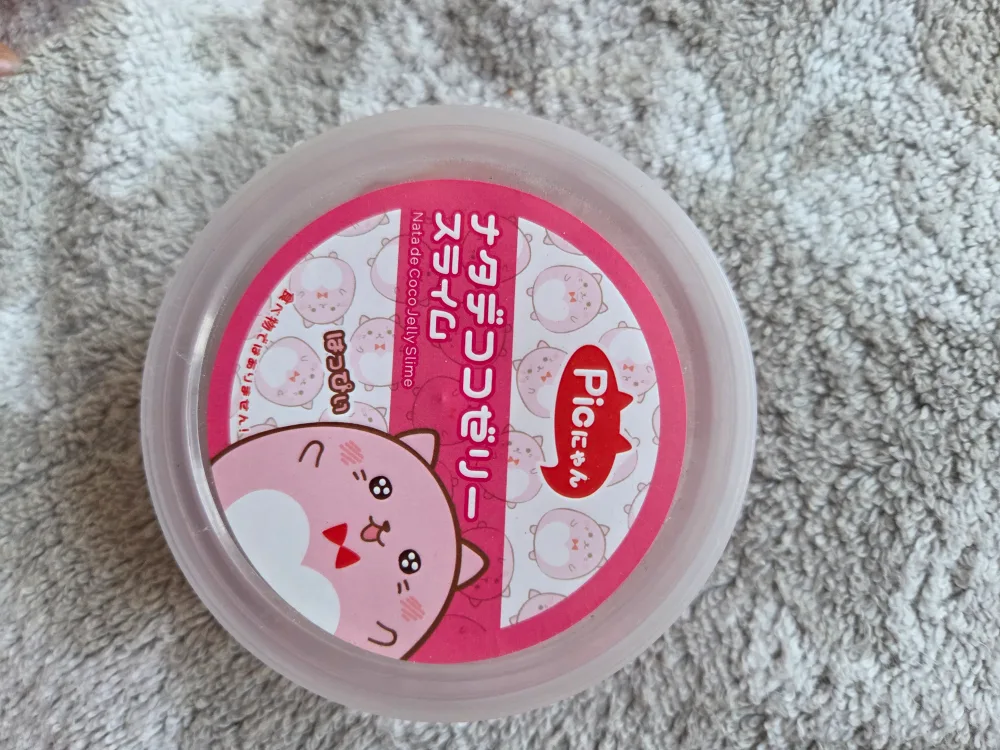 Picにゃん
ナタデココゼリー
スライム
Nata de Coco Jelly Slime
はっぴぃ
食べ物ではありません!